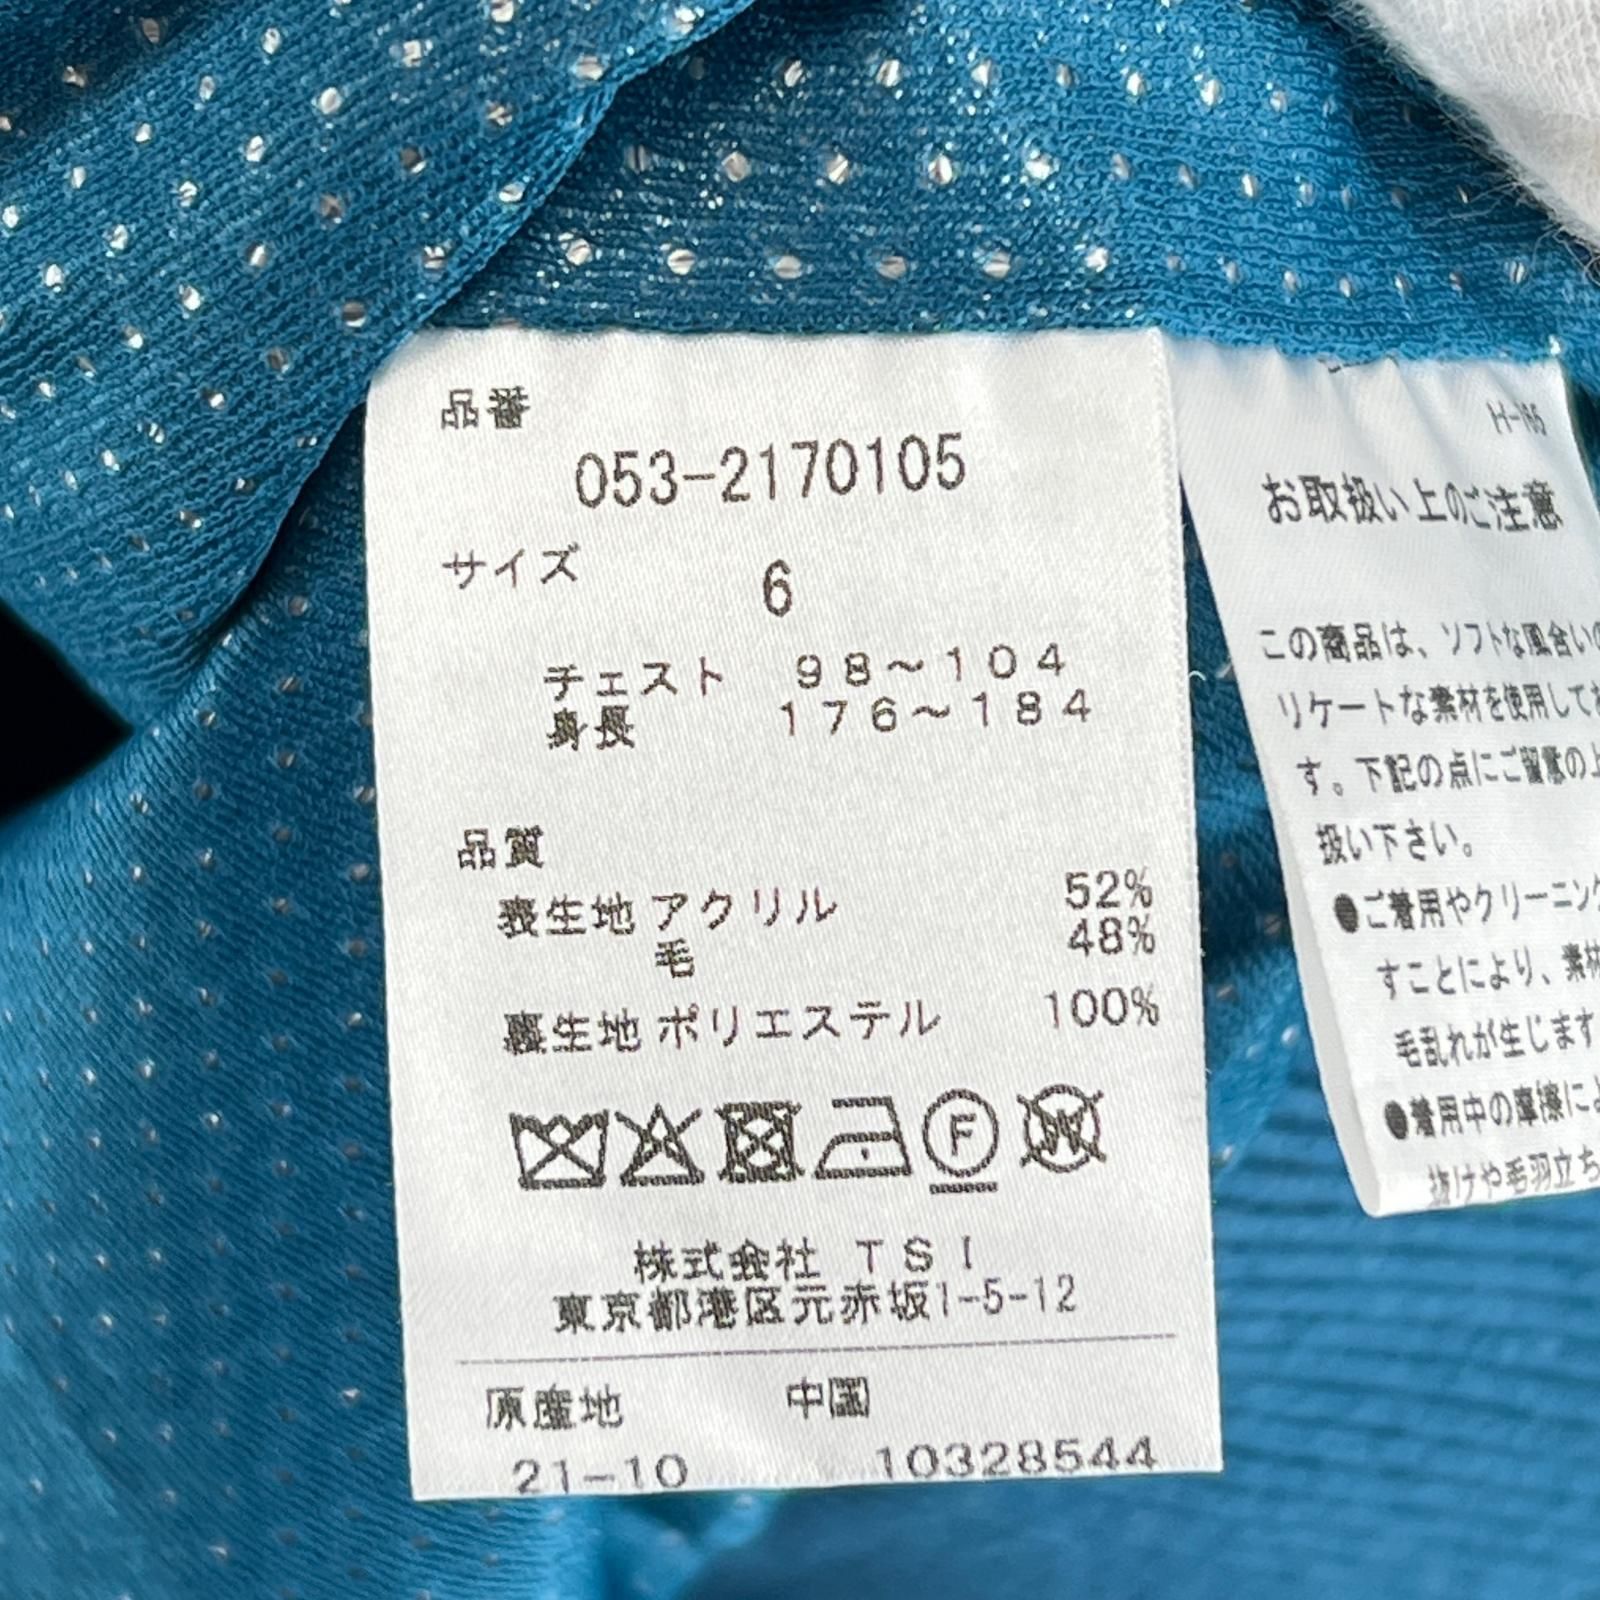 品番
053-2170105
サイズ
6
チェスト 98〜104
身長 176〜184
品質
表生地 アクリル 52%
毛 48%
裏生地 ポリエステル 100%
F
W
株式会社 TSI
東京都港区元赤坂1-5-12
原産地 中国
21-10 10328544
H-166
お取扱い上のご注意
この商品は、ソフトな風合い
リケートな素材を使用して
す。下記の点にご留意の上
扱い下さい。
●ご着用やクリーニング
すことにより、素材
毛乱れが生じます
●着用中の摩擦に
抜けや毛羽立ち